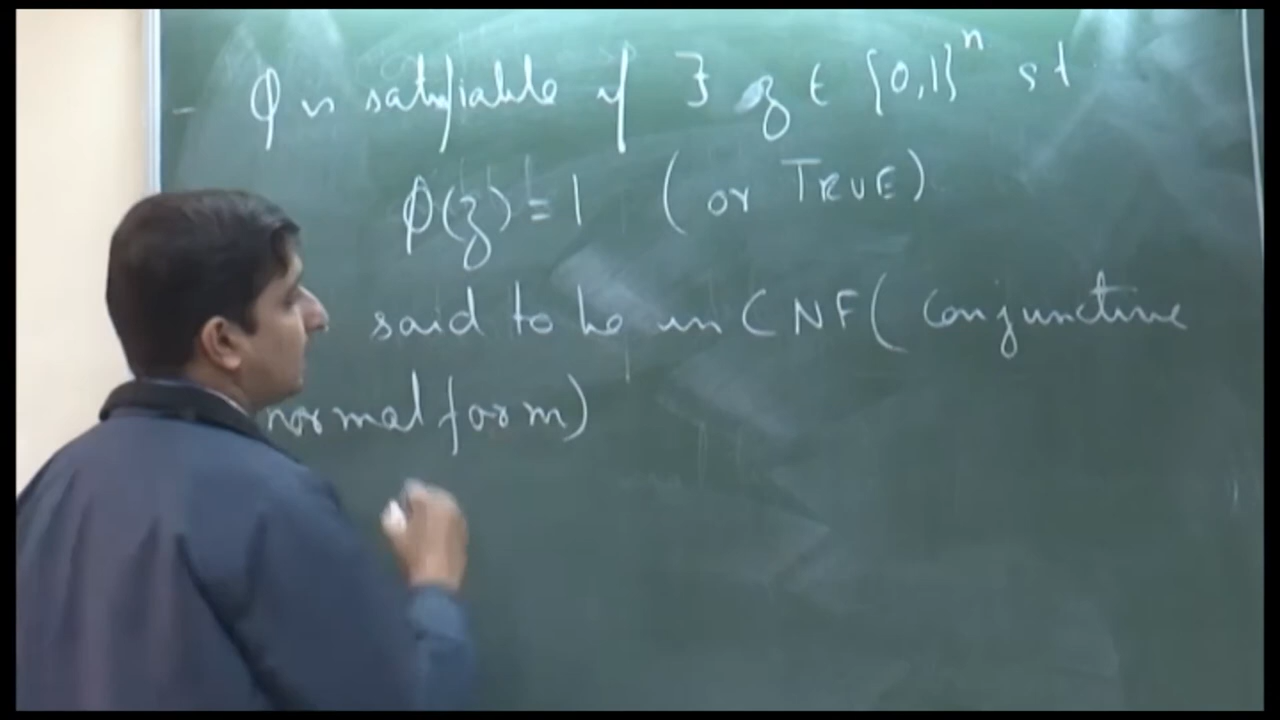 - φ is satisfiable if ∃ z ∈ {0,1}ⁿ st
φ(z) = 1 (or TRUE)
said to be in CNF (Conjunctive
normal form)